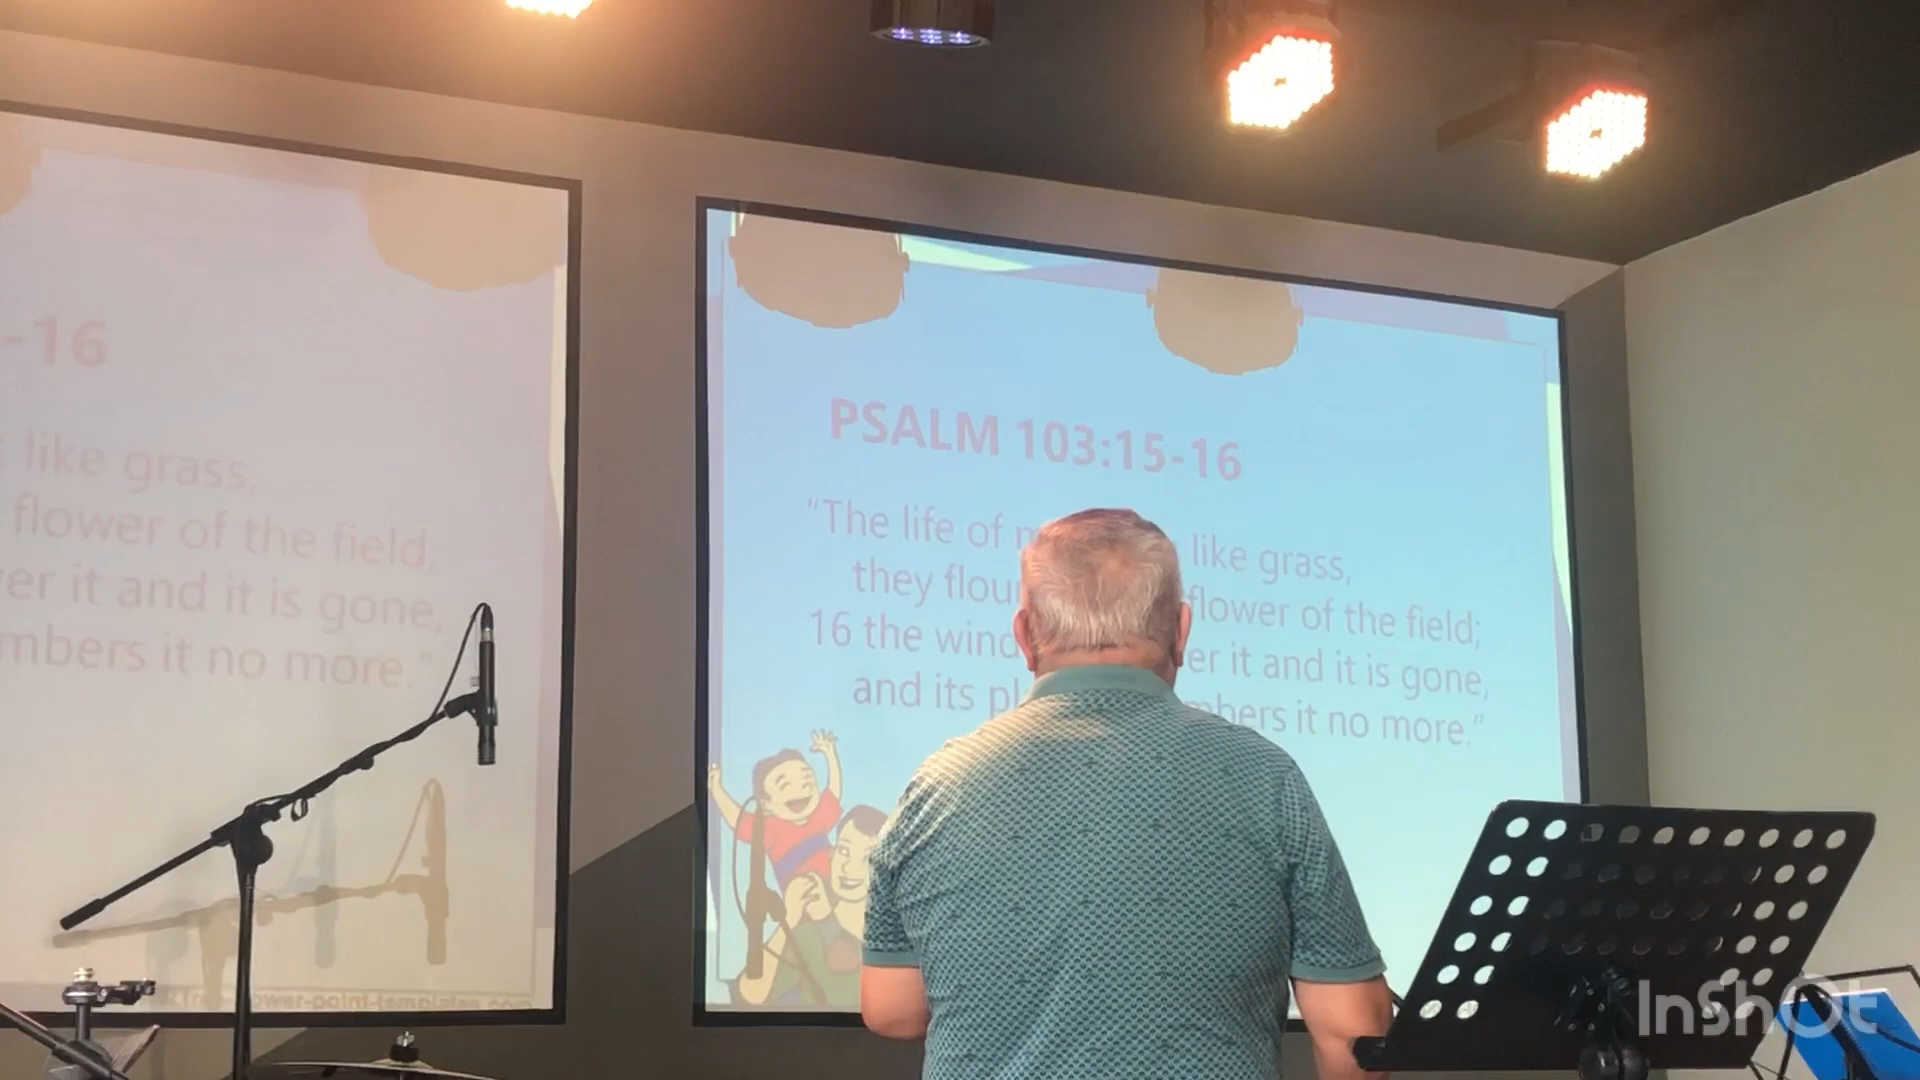 -16
like grass,
flower of the field;
er it and it is gone,
mbers it no more."
PSALM 103:15-16
“The life of m like grass,
they flou flower of the field;
16 the wind er it and it is gone,
and its pl mbers it no more.”
InShOt